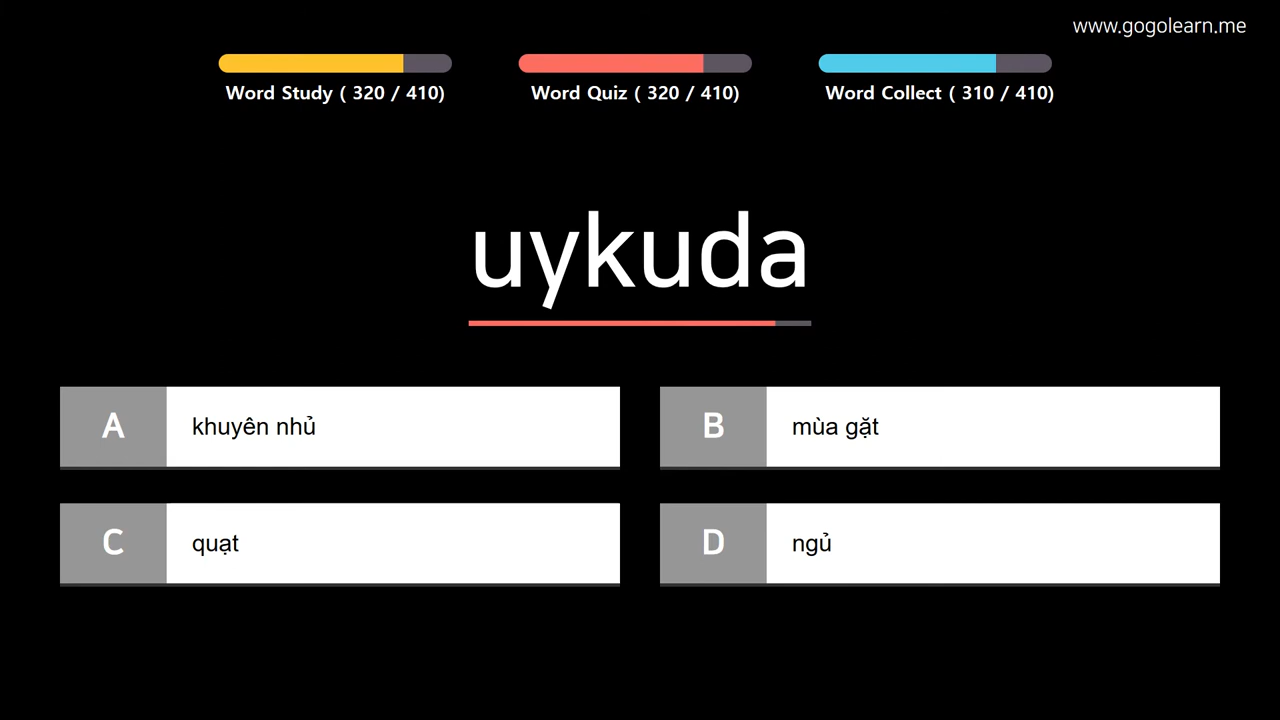 www.gogolearn.me
Word Study ( 320 / 410)
Word Quiz ( 320 / 410)
Word Collect ( 310 / 410)
uykuda
A khuyên nhủ
B mùa gặt
C quạt
D ngủ